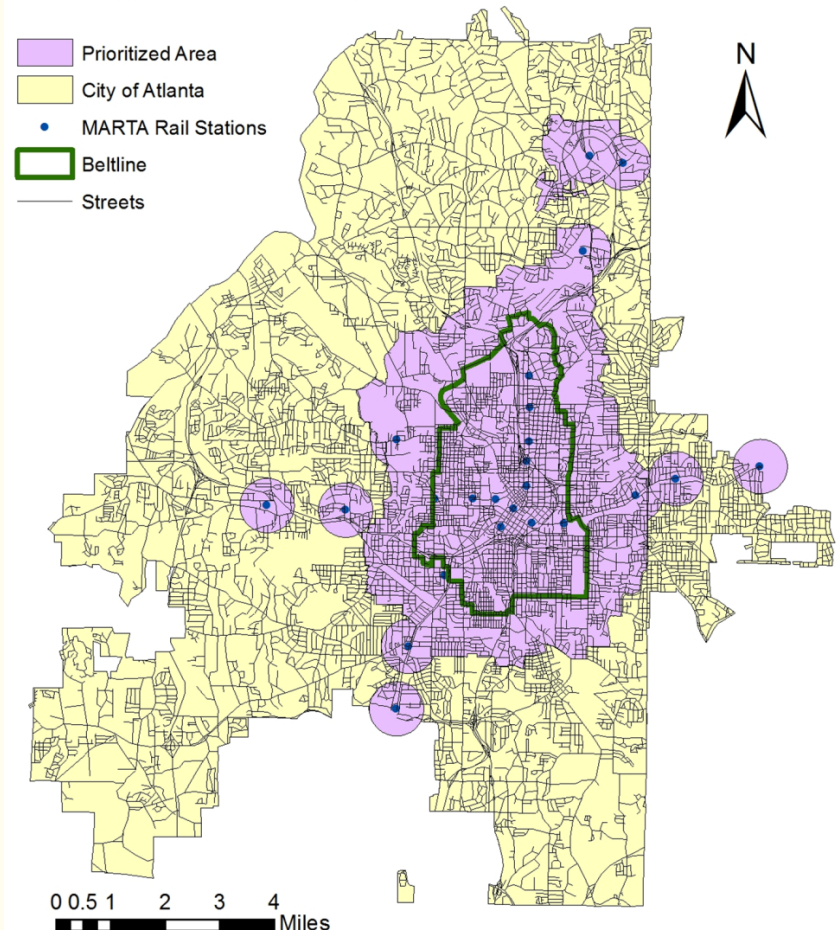 Prioritized Area
City of Atlanta
MARTA Rail Stations
Beltline
Streets
N
0 0.5 1 2 3 4
Miles